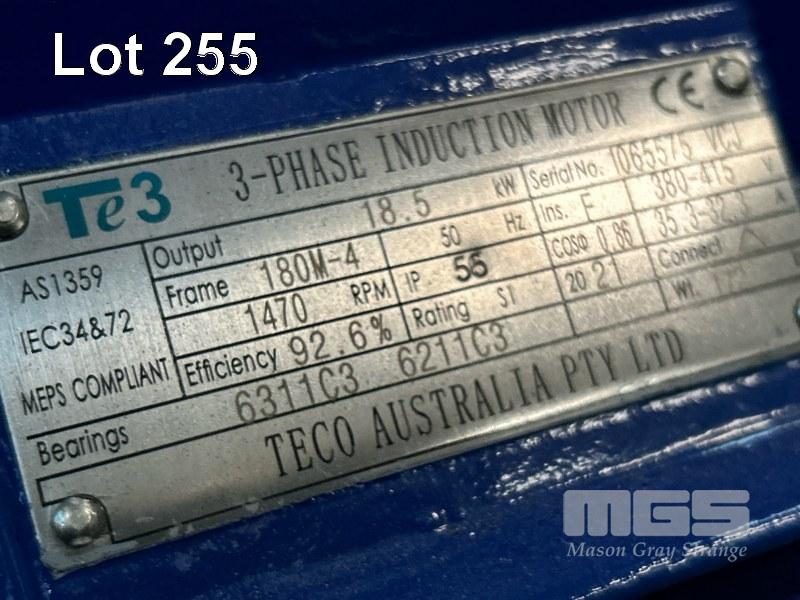 Lot 255
Te3 3-PHASE INDUCTION MOTOR CE
AS1359
IEC34&72
MEPS COMPLIANT
Output 18.5 kW Serial No. 1065575 VCJ
Frame 180M-4 50 Hz Ins. F 380-415 V
1470 RPM IP 55 COSΦ 0.86 35.3-32.3 A
Efficiency 92.6% Rating S1 20 21 Connect △
Wt.
Bearings 6311C3 6211C3
TECO AUSTRALIA PTY LTD
MGS
Mason Gray Strange